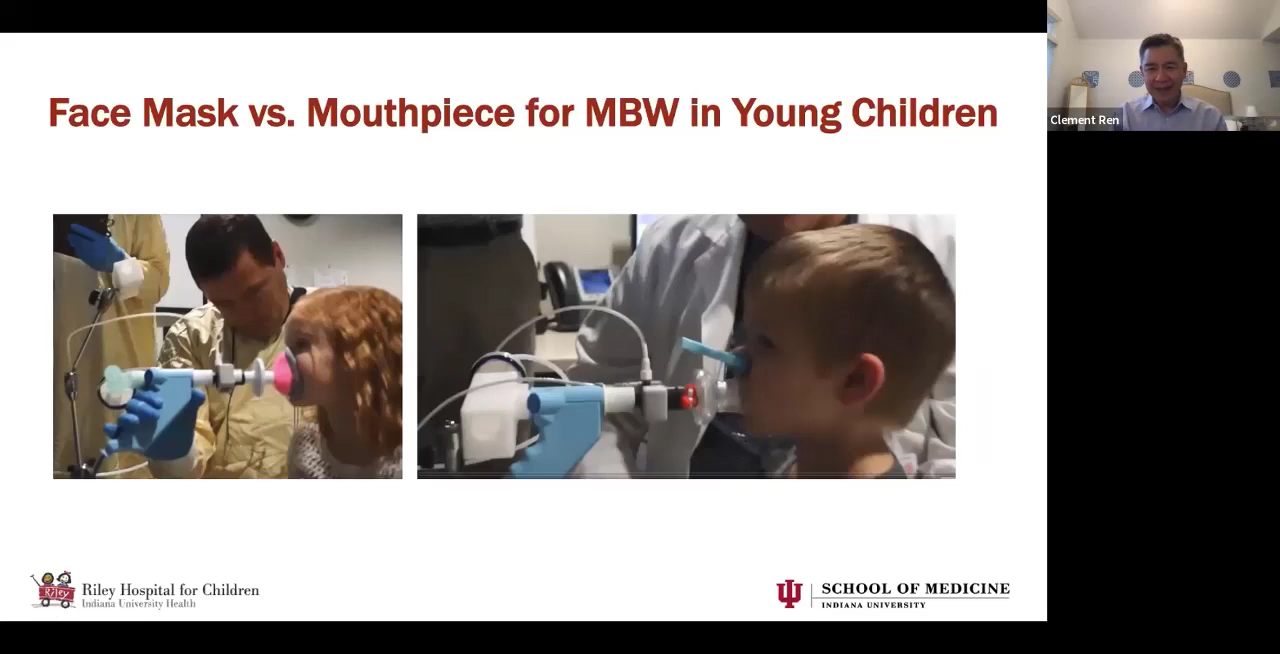 Face Mask vs. Mouthpiece for MBW in Young Children
Clement Ren
Riley
Riley Hospital for Children
Indiana University Health
SCHOOL OF MEDICINE
INDIANA UNIVERSITY